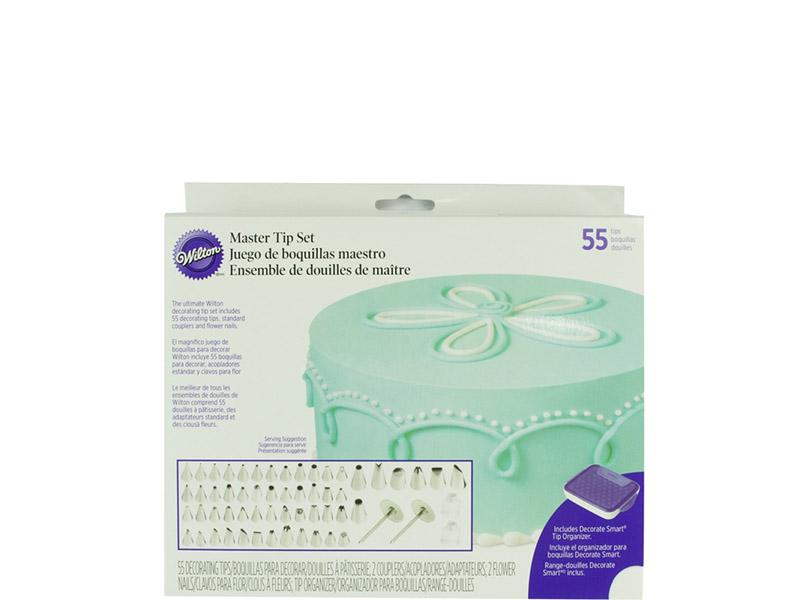 Wilton
Master Tip Set
Juego de boquillas maestro
Ensemble de douilles de maître
55 tips
boquillas
douilles
The ultimate Wilton
decorating tip set includes
55 decorating tips, standard
couplers and flower nails.
El magnífico juego de
boquillas para decorar
Wilton incluye 55 boquillas
para decorar, acopladores
estándar y clavos para flor
Le meilleur de tous les
ensembles de douilles de
Wilton comprend 55
douilles à pâtisserie, des
adaptateurs standard et
des clousà fleurs.
Serving Suggestion
Sugerencia para servir
Présentation suggérée
Includes Decorate Smart®
Tip Organizer.
Incluye el organizador para
boquillas Decorate Smart.
Range-douilles Decorate
Smart MD inclus.
55 DECORATING TIPS/BOQUILLAS PARA DECORAR/DOUILLES À PÂTISSERIE; 2 COUPLERS/ACOPLADORES/ADAPTATEURS; 2 FLOWER
NAILS/CLAVOS PARA FLOR/CLOUS À FLEURS; TIP ORGANIZER/ORGANIZADOR PARA BOQUILLAS/RANGE-DOUILLES